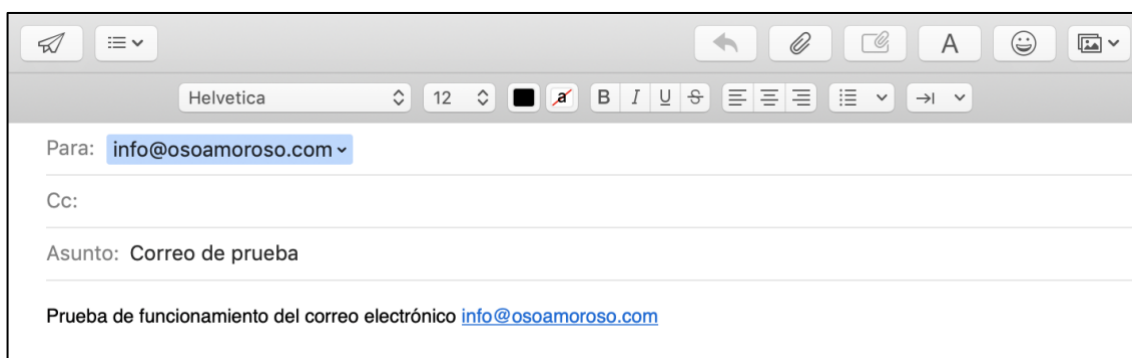 Helvetica 12 a B I U S
Para: info@osoamoroso.com
Cc:
Asunto: Correo de prueba
Prueba de funcionamiento del correo electrónico info@osoamoroso.com